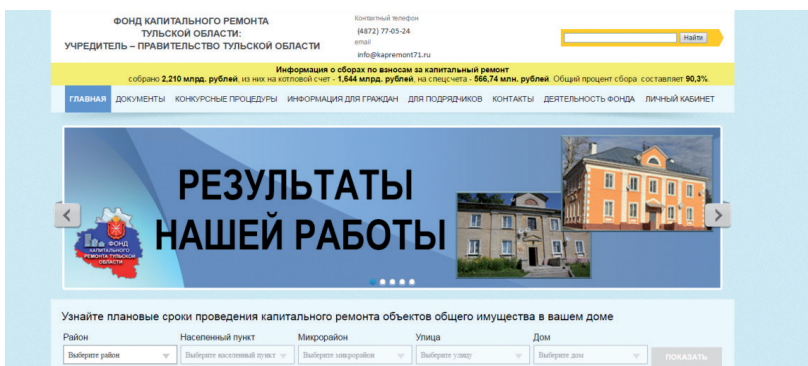 ФОНД КАПИТАЛЬНОГО РЕМОНТА
ТУЛЬСКОЙ ОБЛАСТИ:
УЧРЕДИТЕЛЬ – ПРАВИТЕЛЬСТВО ТУЛЬСКОЙ ОБЛАСТИ
Контактный телефон
(4872) 77-05-24
email
info@kapremont71.ru
Найти
Информация о сборах по взносам за капитальный ремонт
собрано 2,210 млрд. рублей, из них на котловой счет - 1,644 млрд. рублей, на спецсчета - 566,74 млн. рублей. Общий процент сбора составляет 90,3%.
ГЛАВНАЯ ДОКУМЕНТЫ КОНКУРСНЫЕ ПРОЦЕДУРЫ ИНФОРМАЦИЯ ДЛЯ ГРАЖДАН ДЛЯ ПОДРЯДЧИКОВ КОНТАКТЫ ДЕЯТЕЛЬНОСТЬ ФОНДА ЛИЧНЫЙ КАБИНЕТ
РЕЗУЛЬТАТЫ
НАШЕЙ РАБОТЫ
ФОНД
КАПИТАЛЬНОГО
РЕМОНТА ТУЛЬСКОЙ
ОБЛАСТИ
Узнайте плановые сроки проведения капитального ремонта объектов общего имущества в вашем доме
Район Населенный пункт Микрорайон Улица Дом
Выберите район Выберите населенный пункт Выберите микрорайон Выберите улицу Выберите дом ПОКАЗАТЬ